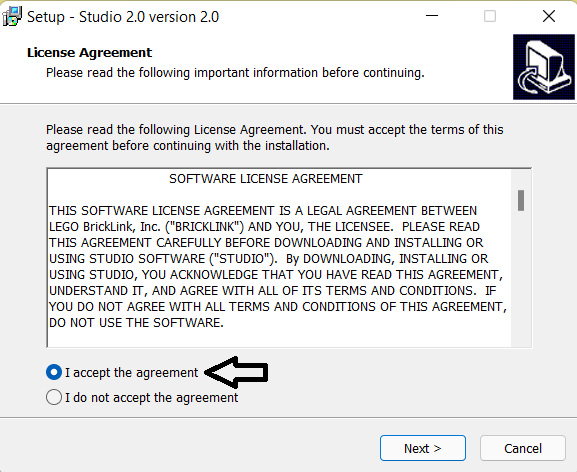 Setup - Studio 2.0 version 2.0
License Agreement
Please read the following important information before continuing.
Please read the following License Agreement. You must accept the terms of this
agreement before continuing with the installation.
SOFTWARE LICENSE AGREEMENT
THIS SOFTWARE LICENSE AGREEMENT IS A LEGAL AGREEMENT BETWEEN
LEGO BrickLink, Inc. ("BRICKLINK") AND YOU, THE LICENSEE.  PLEASE READ
THIS AGREEMENT CAREFULLY BEFORE DOWNLOADING AND INSTALLING OR
USING STUDIO SOFTWARE ("STUDIO").  By DOWNLOADING, INSTALLING OR
USING STUDIO, YOU ACKNOWLEDGE THAT YOU HAVE READ THIS AGREEMENT,
UNDERSTAND IT, AND AGREE WITH ALL OF ITS TERMS AND CONDITIONS.  IF
YOU DO NOT AGREE WITH ALL TERMS AND CONDITIONS OF THIS AGREEMENT,
DO NOT USE THE SOFTWARE.
I accept the agreement
I do not accept the agreement
Next >
Cancel